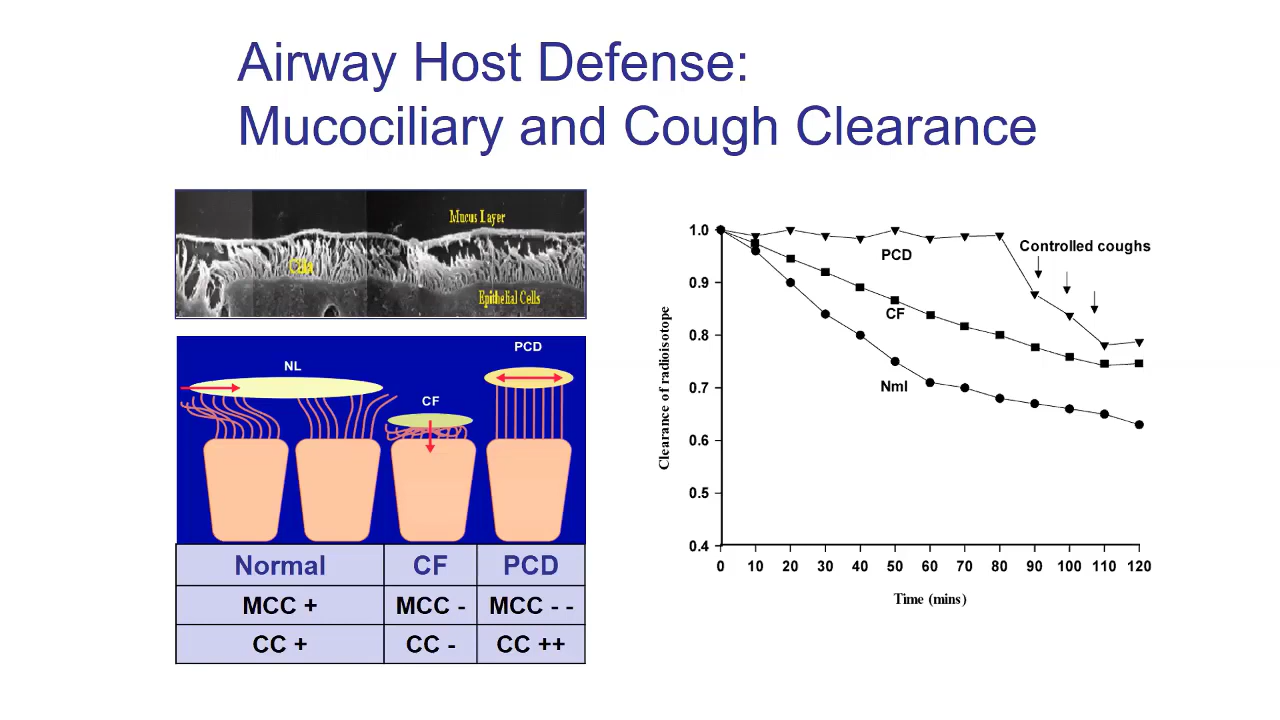 Airway Host Defense:
Mucociliary and Cough Clearance
Mucus Layer
Cilia
Epithelial Cells
NL
CF
PCD
Normal CF PCD
MCC + MCC - MCC - -
CC + CC - CC ++
Clearance of radioisotope
1.0
0.9
0.8
0.7
0.6
0.5
0.4
PCD
CF
Nml
Controlled coughs
0 10 20 30 40 50 60 70 80 90 100 110 120
Time (mins)